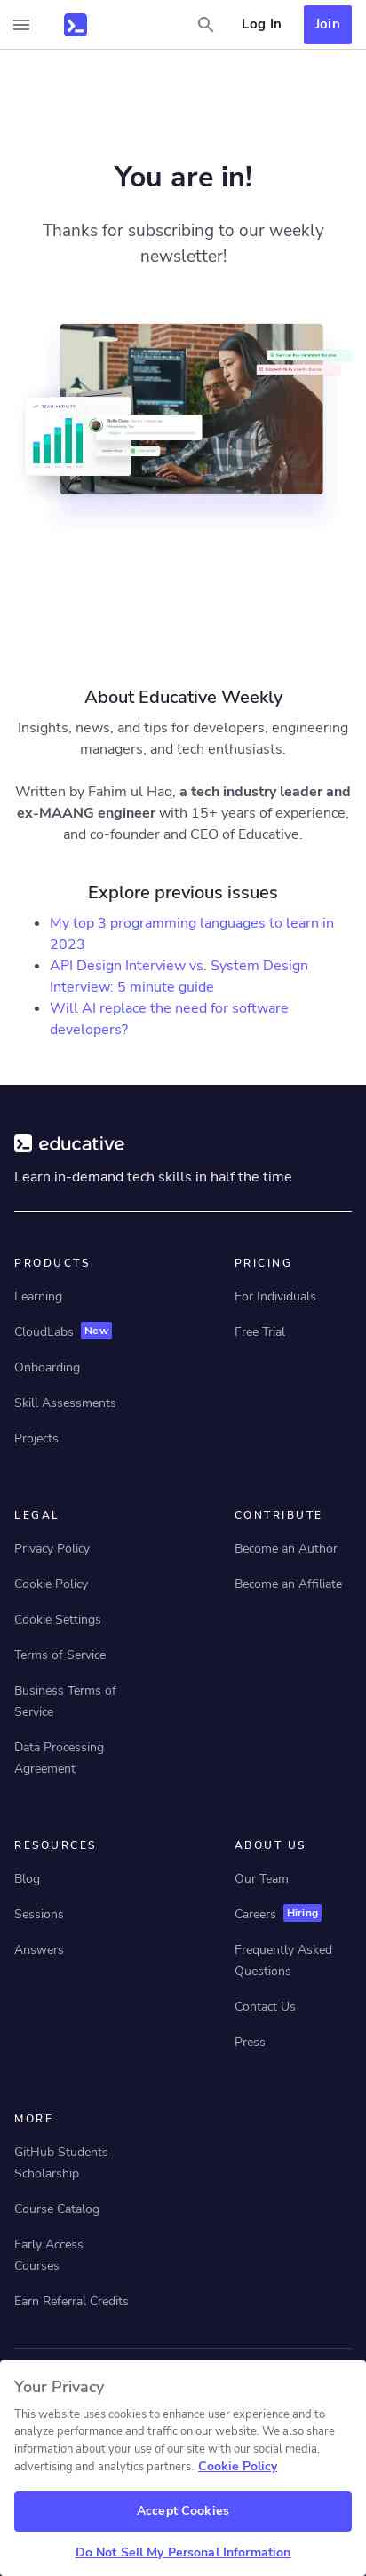 Log In
Join
You are in!
Thanks for subscribing to our weekly
newsletter!
TEAM ACTIVITY
About Educative Weekly
Insights, news, and tips for developers, engineering
managers, and tech enthusiasts.
Written by Fahim ul Haq, a tech industry leader and
ex-MAANG engineer with 15+ years of experience,
and co-founder and CEO of Educative.
Explore previous issues
• My top 3 programming languages to learn in
2023
• API Design Interview vs. System Design
Interview: 5 minute guide
• Will AI replace the need for software
developers?
educative
Learn in-demand tech skills in half the time
PRODUCTS
Learning
CloudLabs New
Onboarding
Skill Assessments
Projects
PRICING
For Individuals
Free Trial
LEGAL
Privacy Policy
Cookie Policy
Cookie Settings
Terms of Service
Business Terms of
Service
Data Processing
Agreement
CONTRIBUTE
Become an Author
Become an Affiliate
RESOURCES
Blog
Sessions
Answers
ABOUT US
Our Team
Careers Hiring
Frequently Asked
Questions
Contact Us
Press
MORE
GitHub Students
Scholarship
Course Catalog
Early Access
Courses
Earn Referral Credits
Your Privacy
This website uses cookies to enhance user experience and to
analyze performance and traffic on our website. We also share
information about your use of our site with our social media,
advertising and analytics partners. Cookie Policy
Accept Cookies
Do Not Sell My Personal Information